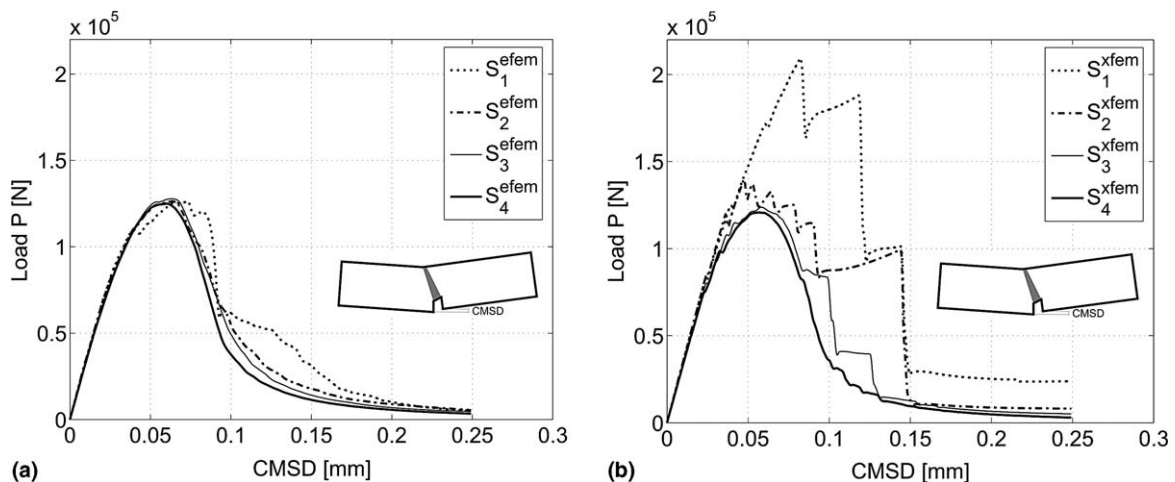 x 10^5
2
1.5
1
0.5
0
0 0.05 0.1 0.15 0.2 0.25 0.3
Load P [N]
CMSD [mm]
S_1^efem
S_2^efem
S_3^efem
S_4^efem
CMSD
(a)
x 10^5
2
1.5
1
0.5
0
0 0.05 0.1 0.15 0.2 0.25 0.3
Load P [N]
CMSD [mm]
S_1^xfem
S_2^xfem
S_3^xfem
S_4^xfem
CMSD
(b)